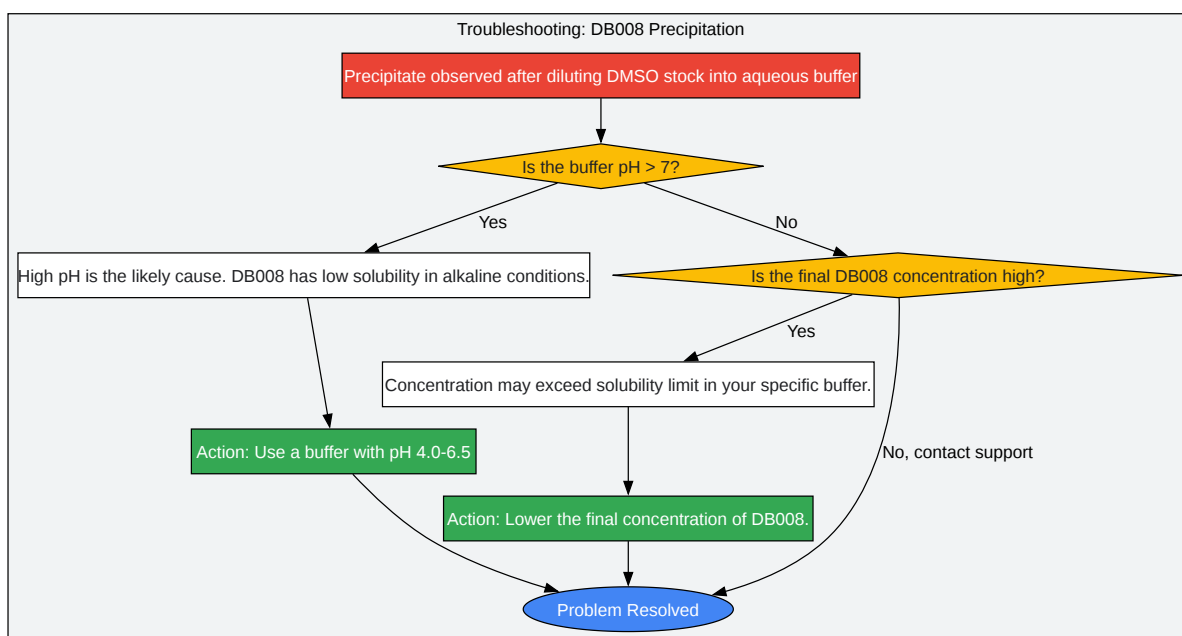 Troubleshooting: DB008 Precipitation
Precipitate observed after diluting DMSO stock into aqueous buffer
Is the buffer pH > 7?
Yes
No
High pH is the likely cause. DB008 has low solubility in alkaline conditions.
Is the final DB008 concentration high?
Yes
Concentration may exceed solubility limit in your specific buffer.
Action: Use a buffer with pH 4.0-6.5
No, contact support
Action: Lower the final concentration of DB008.
Problem Resolved